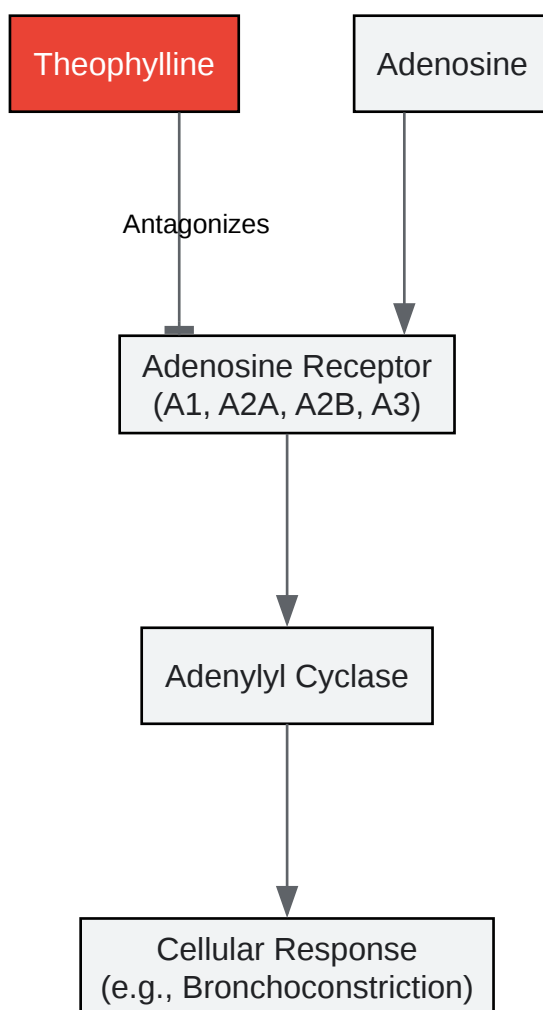 Theophylline
Adenosine
Antagonizes
Adenosine Receptor
(A1, A2A, A2B, A3)
Adenylyl Cyclase
Cellular Response
(e.g., Bronchoconstriction)